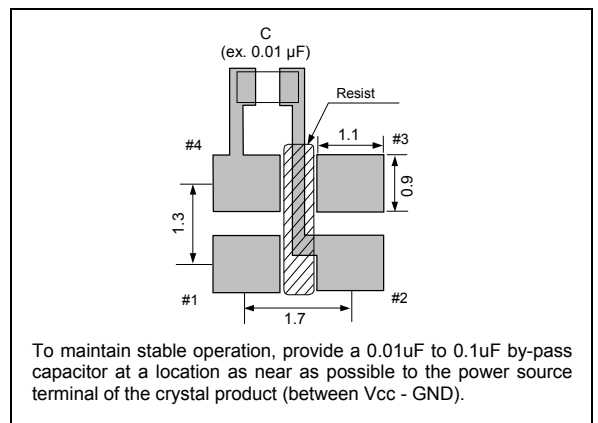 C
(ex. 0.01 µF)
Resist
1.1
#4
#3
0.9
1.3
#1
#2
1.7
To maintain stable operation, provide a 0.01uF to 0.1uF by-pass
capacitor at a location as near as possible to the power source
terminal of the crystal product (between Vcc - GND).